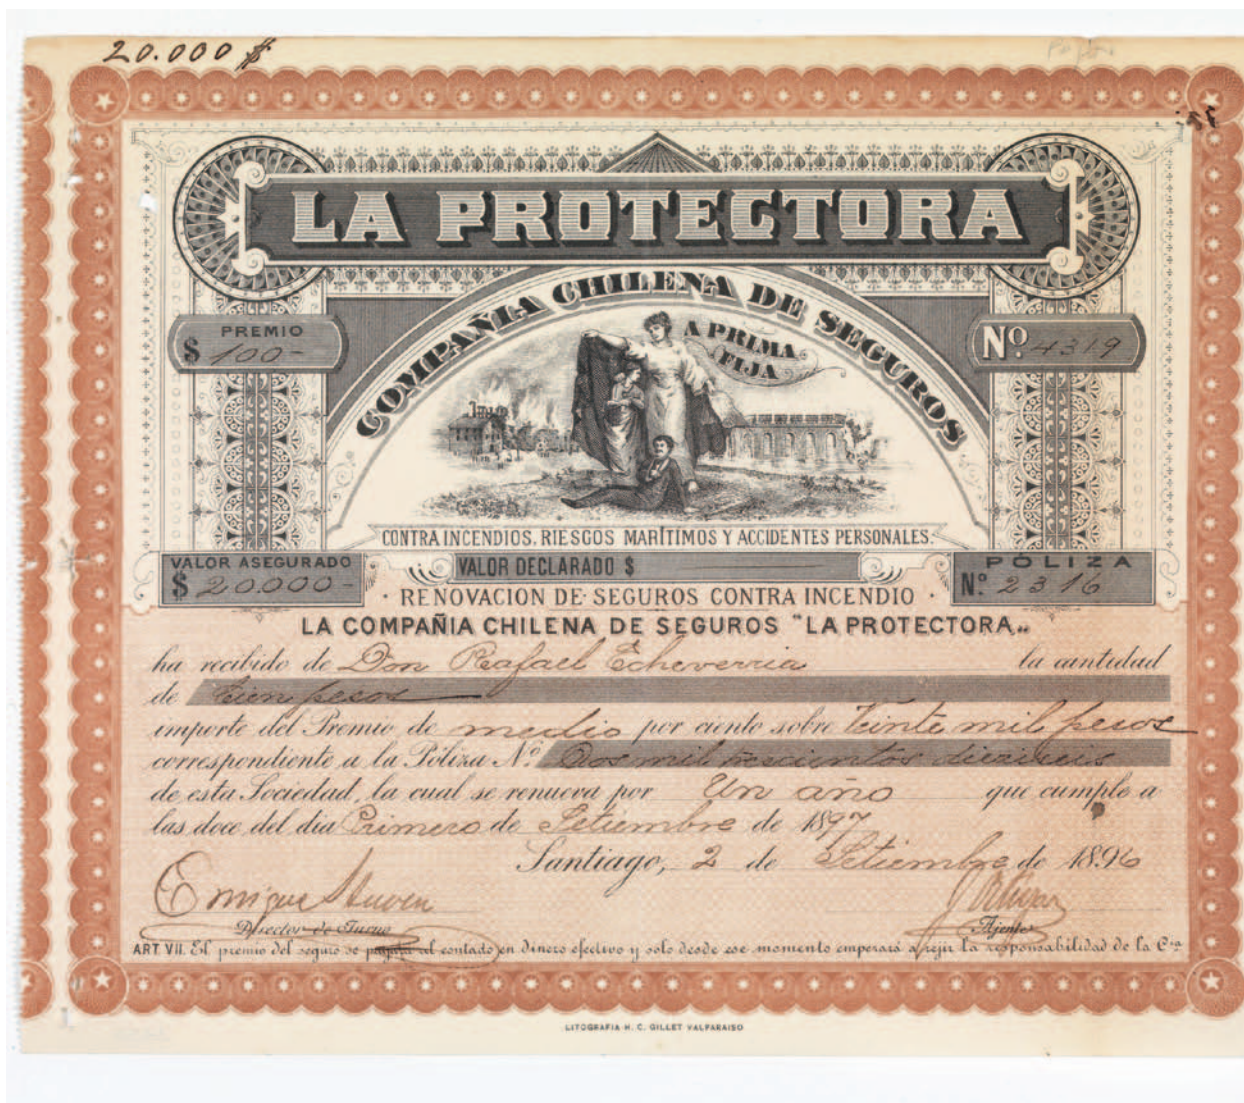 20.000 $
LA PROTECTORA
COMPAÑIA CHILENA DE SEGUROS
A PRIMA
FIJA
PREMIO
$ 100-
Nº 4319
CONTRA INCENDIOS, RIESGOS MARÍTIMOS Y ACCIDENTES PERSONALES.
VALOR ASEGURADO
$ 20.000-
VALOR DECLARADO $
POLIZA
Nº 2316
· RENOVACION DE SEGUROS CONTRA INCENDIO ·
LA COMPAÑIA CHILENA DE SEGUROS "LA PROTECTORA"
ha recibido de Don Rafael Echeverria la cantidad
de Cien pesos
importe del Premio de medio por ciento sobre Veinte mil pesos
correspondiente a la Póliza Nº Dos mil trescientos dieziseis
de esta Sociedad, la cual se renueva por Un año que cumple a
las doce del dia Primero de Setiembre de 1897
Santiago, 2 de Setiembre de 1896
Enrique
Director de Turno
Ajente
ART. VII. El premio del seguro se pagará al contado en dinero efectivo y solo desde ese momento empezará a rejir la responsabilidad de la Cia
LITOGRAFIA H. C. GILLET VALPARAISO